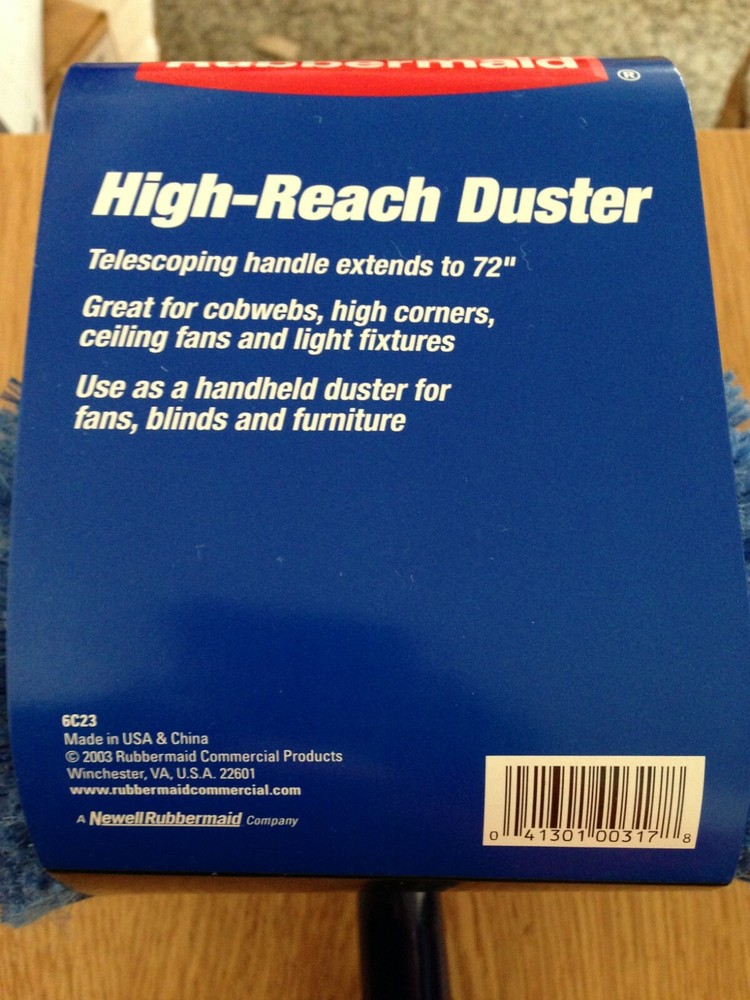 Rubbermaid ®
High-Reach Duster
Telescoping handle extends to 72"
Great for cobwebs, high corners,
ceiling fans and light fixtures
Use as a handheld duster for
fans, blinds and furniture
6C23
Made in USA & China
© 2003 Rubbermaid Commercial Products
Winchester, VA, U.S.A. 22601
www.rubbermaidcommercial.com
A NewellRubbermaid Company
0 41301 00317 8